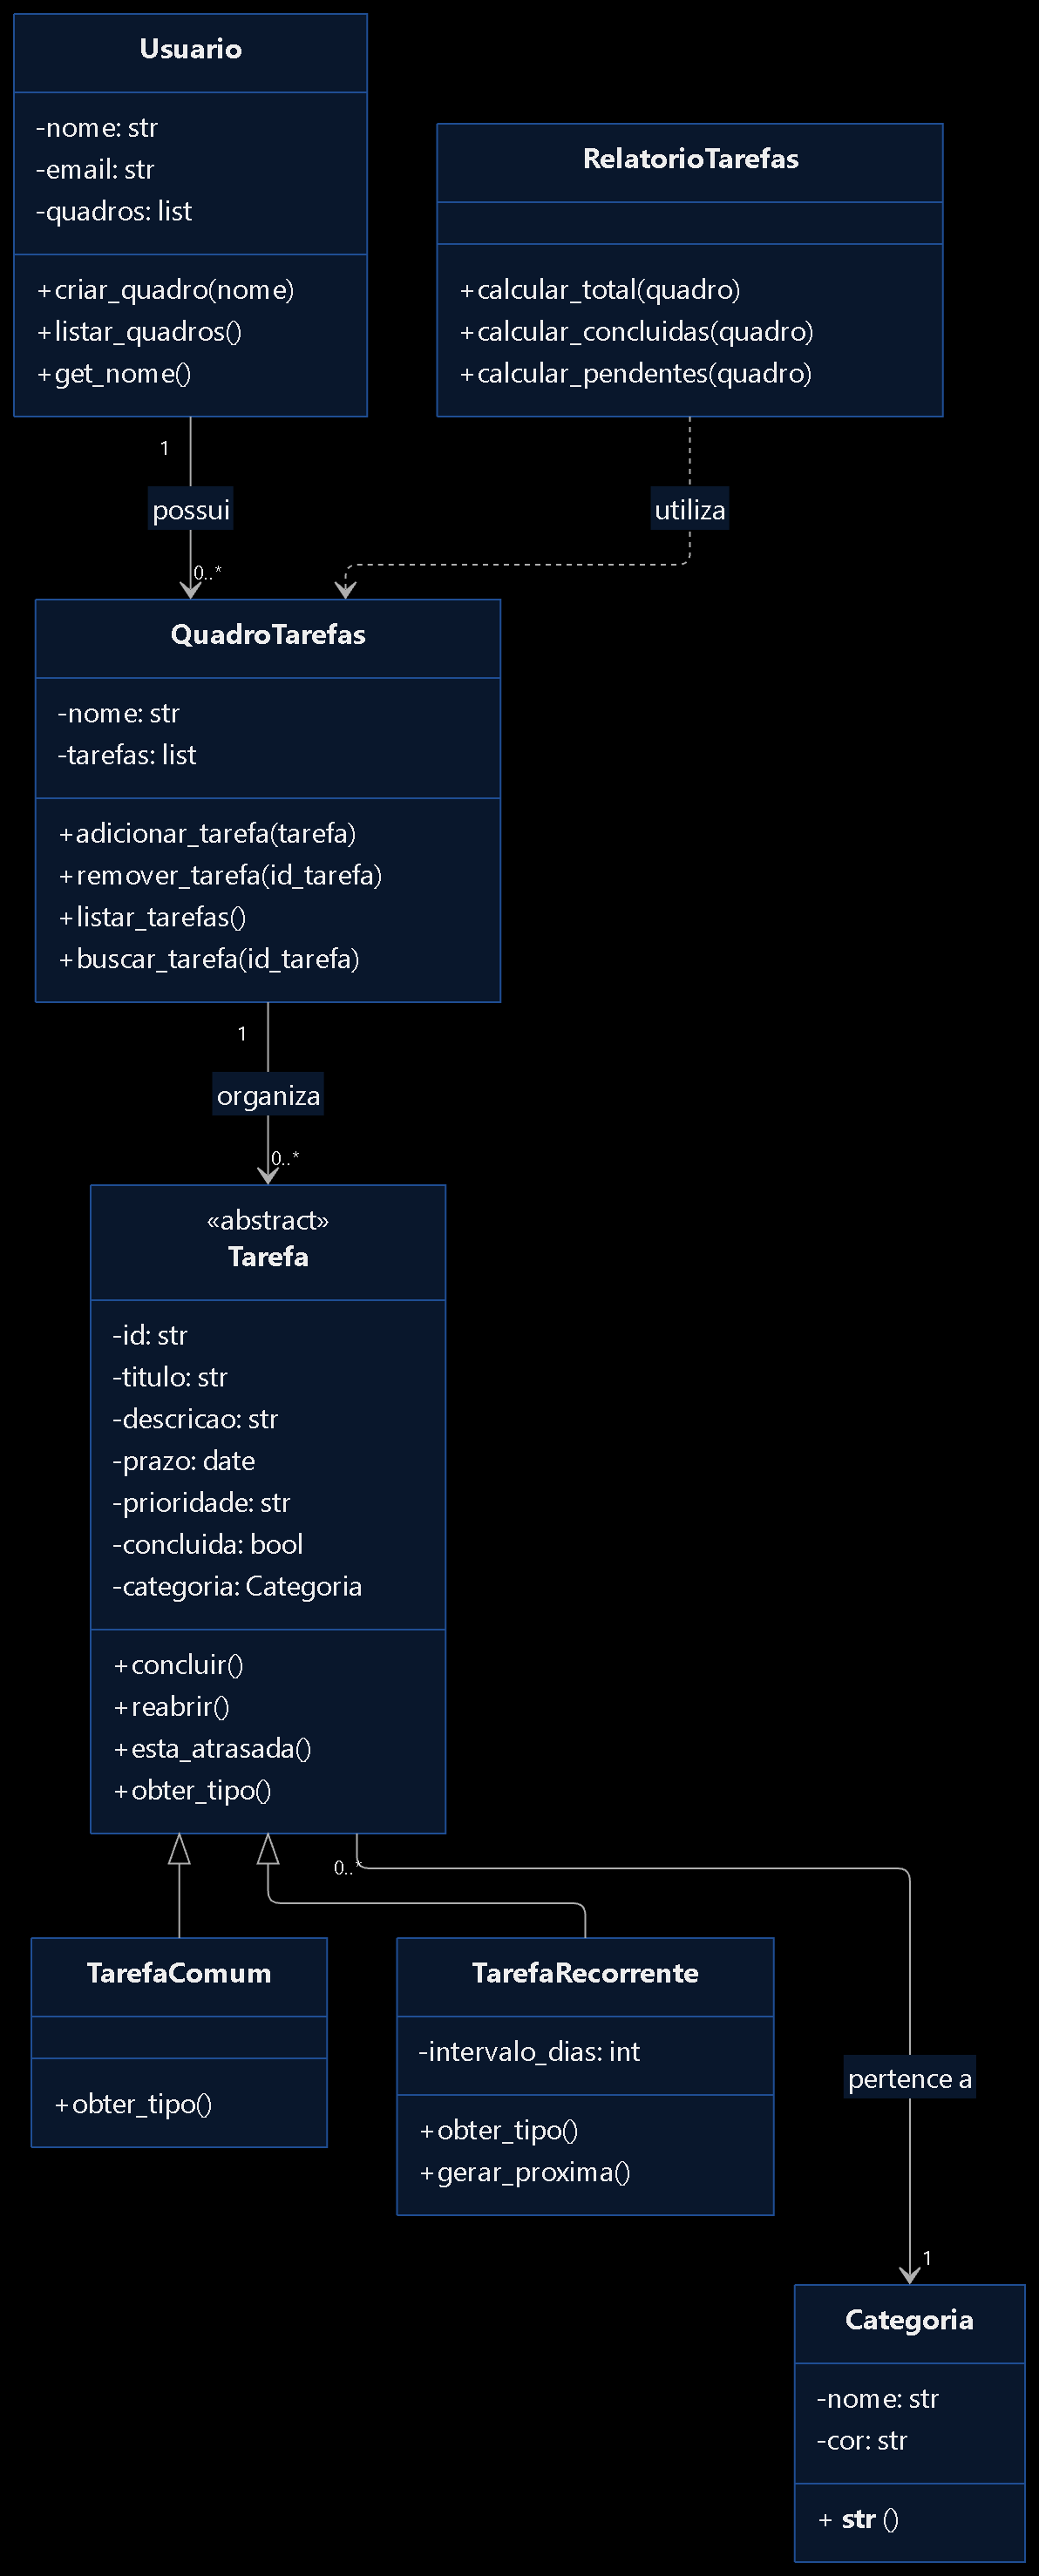 Usuario
-nome: str
-email: str
-quadros: list
+criar_quadro(nome)
+listar_quadros()
+get_nome()
RelatorioTarefas
+calcular_total(quadro)
+calcular_concluidas(quadro)
+calcular_pendentes(quadro)
1
possui
0..*
utiliza
QuadroTarefas
-nome: str
-tarefas: list
+adicionar_tarefa(tarefa)
+remover_tarefa(id_tarefa)
+listar_tarefas()
+buscar_tarefa(id_tarefa)
1
organiza
0..*
«abstract»
Tarefa
-id: str
-titulo: str
-descricao: str
-prazo: date
-prioridade: str
-concluida: bool
-categoria: Categoria
+concluir()
+reabrir()
+esta_atrasada()
+obter_tipo()
0..*
TarefaComum
+obter_tipo()
TarefaRecorrente
-intervalo_dias: int
+obter_tipo()
+gerar_proxima()
pertence a
1
Categoria
-nome: str
-cor: str
+ str ()